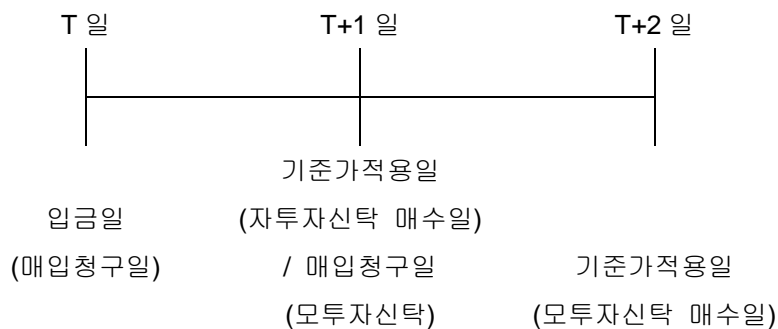 T 일 T+1 일 T+2 일
기준가적용일
입금일 (자투자신탁 매수일)
(매입청구일) / 매입청구일 기준가적용일
(모투자신탁) (모투자신탁 매수일)